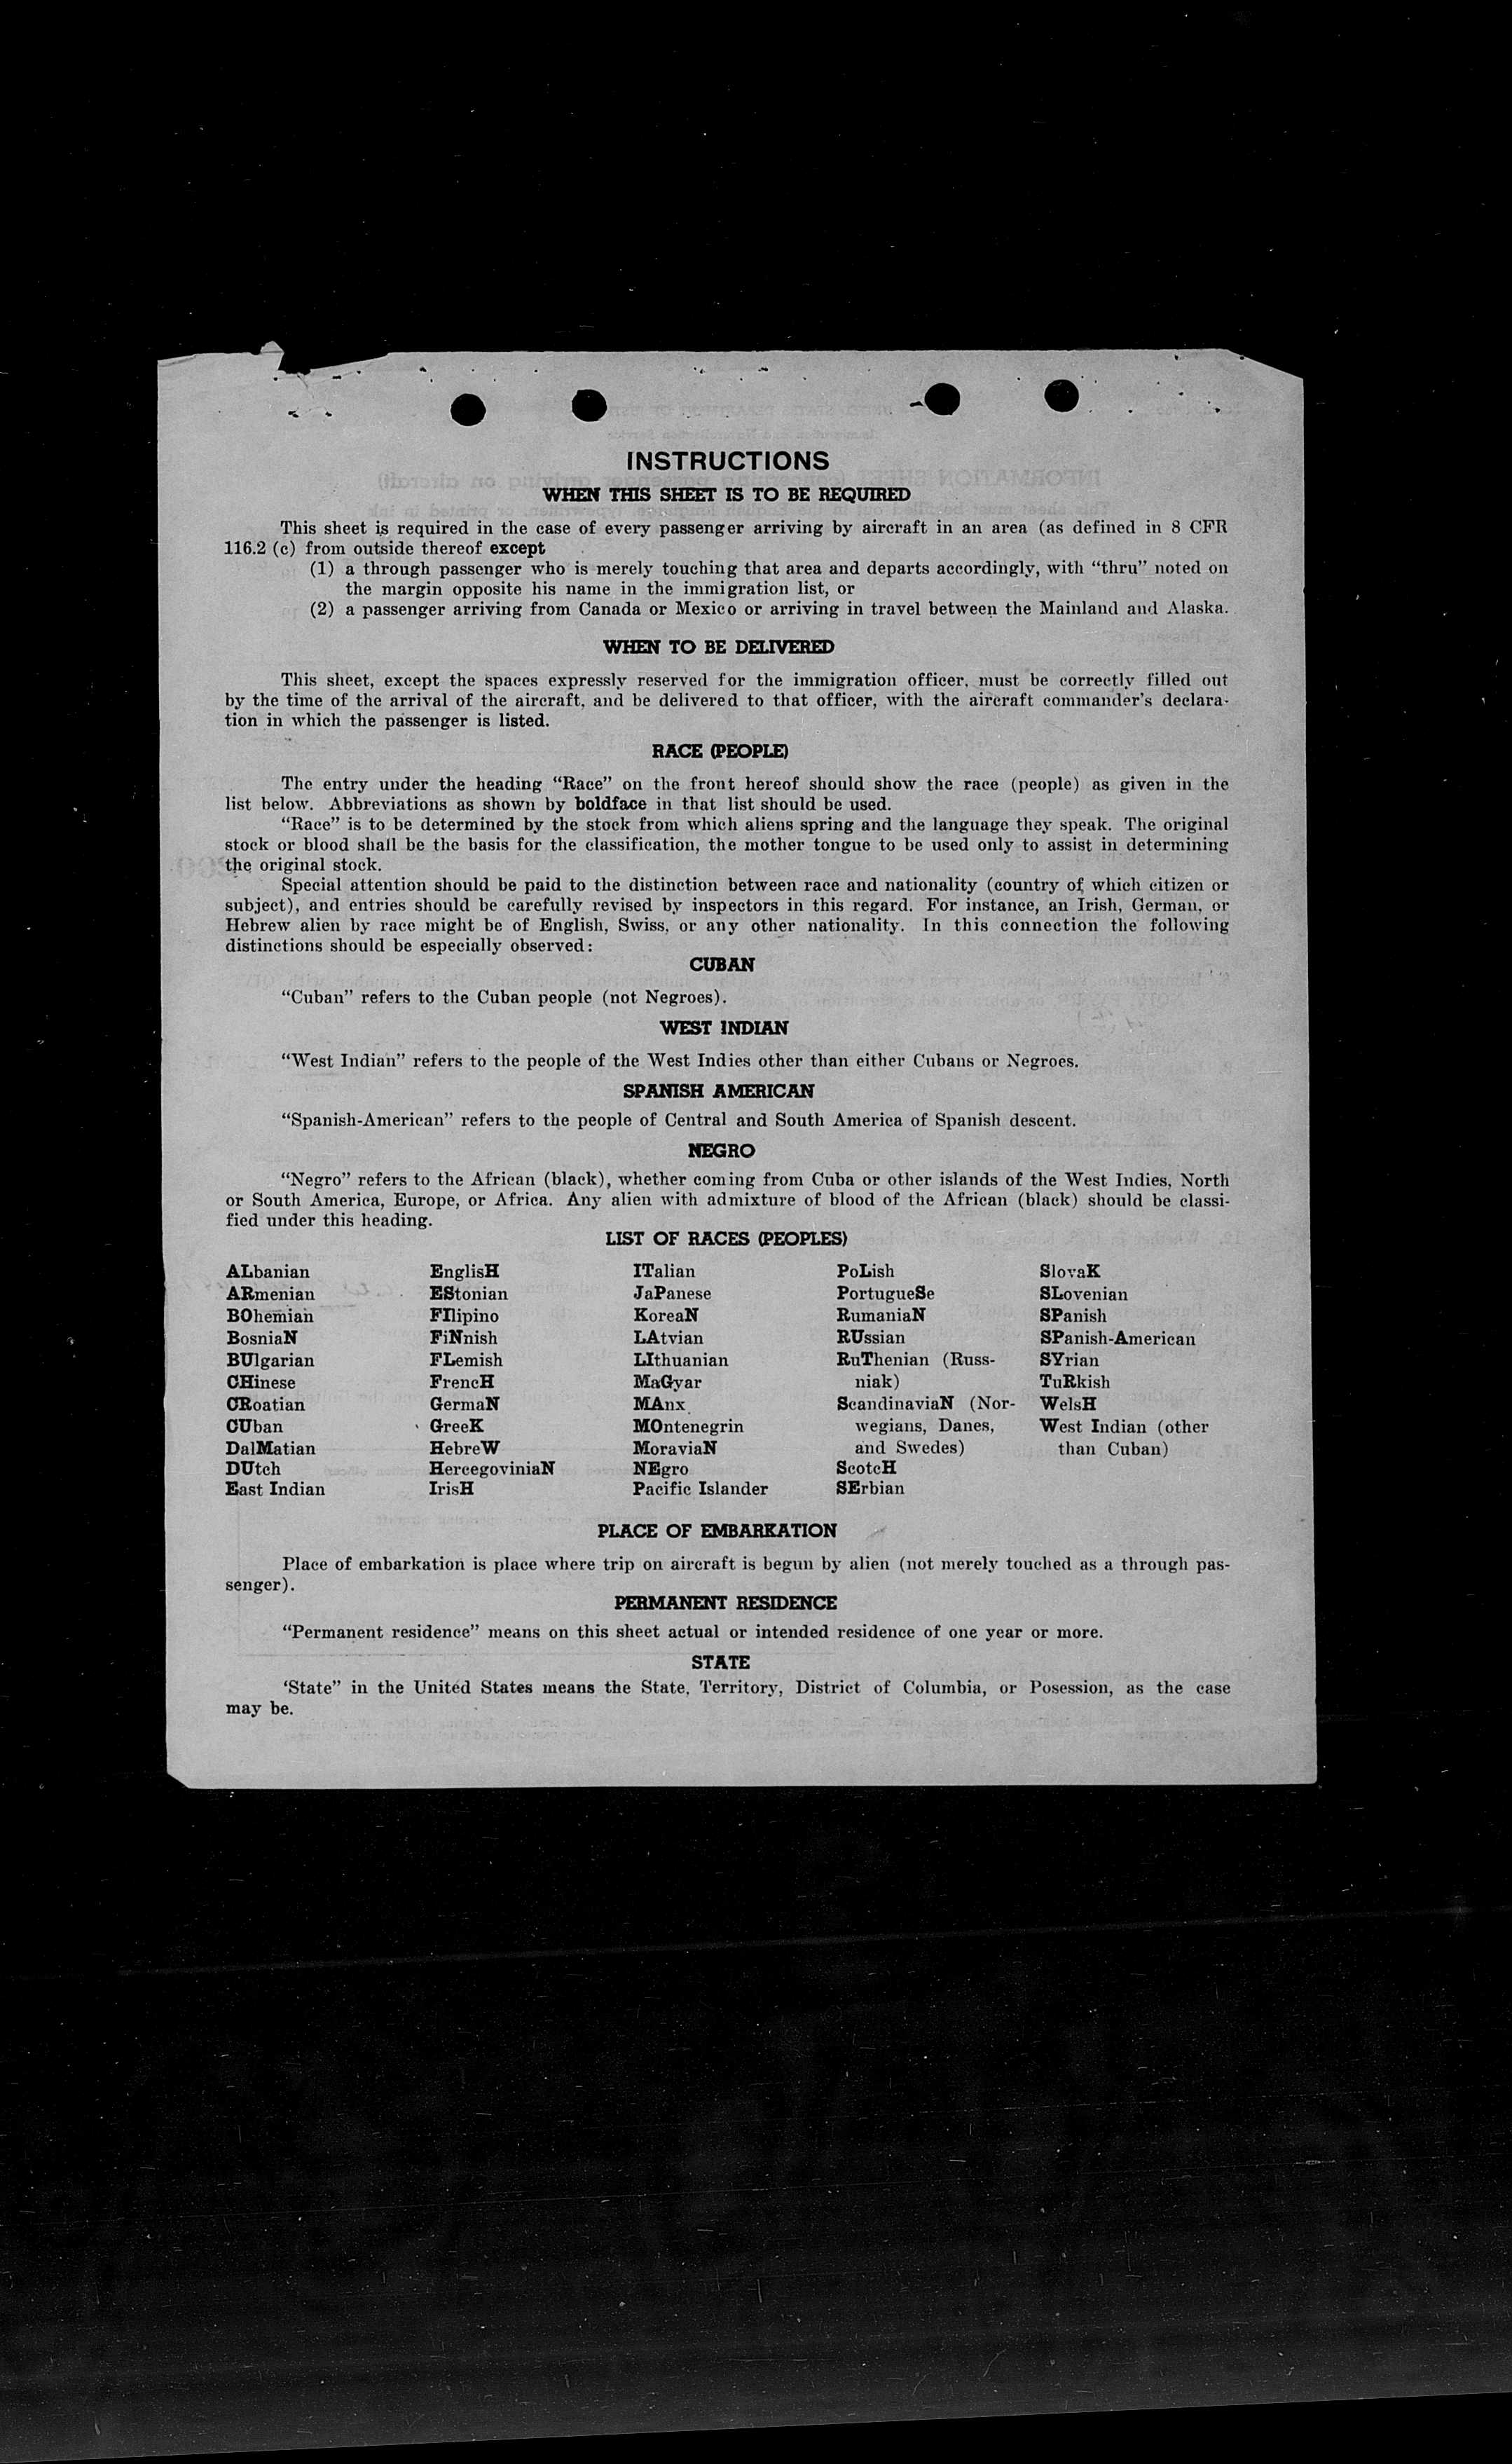 INSTRUCTIONS
WHEN THIS SHEET IS TO BE REQUIRED
This sheet is required in the case of every passenger arriving by aircraft in an area (as defined in 8 CFR
116.2 (c) from outside thereof except
(1) a through passenger who is merely touching that area and departs accordingly, with “thru” noted on
the margin opposite his name in the immigration list, or
(2) a passenger arriving from Canada or Mexico or arriving in travel between the Mainland and Alaska.
WHEN TO BE DELIVERED
This sheet, except the spaces expressly reserved for the immigration officer, must be correctly filled out
by the time of the arrival of the aircraft, and be delivered to that officer, with the aircraft commander’s declara-
tion in which the passenger is listed.
RACE (PEOPLE)
The entry under the heading “Race” on the front hereof should show the race (people) as given in the
list below. Abbreviations as shown by boldface in that list should be used.
“Race” is to be determined by the stock from which aliens spring and the language they speak. The original
stock or blood shall be the basis for the classification, the mother tongue to be used only to assist in determining
the original stock.
Special attention should be paid to the distinction between race and nationality (country of which citizen or
subject), and entries should be carefully revised by inspectors in this regard. For instance, an Irish, German, or
Hebrew alien by race might be of English, Swiss, or any other nationality. In this connection the following
distinctions should be especially observed:
CUBAN
“Cuban” refers to the Cuban people (not Negroes).
WEST INDIAN
“West Indian” refers to the people of the West Indies other than either Cubans or Negroes.
SPANISH AMERICAN
“Spanish-American” refers to the people of Central and South America of Spanish descent.
NEGRO
“Negro” refers to the African (black), whether coming from Cuba or other islands of the West Indies, North
or South America, Europe, or Africa. Any alien with admixture of blood of the African (black) should be classi-
fied under this heading.
LIST OF RACES (PEOPLES)
ALbanian
ARmenian
BOhemian
BosniaN
BUlgarian
CHinese
CRoatian
CUban
DalMatian
DUtch
East Indian
EnglisH
EStonian
FIlipino
FiNnish
FLemish
FrencH
GermaN
GreeK
HebreW
HercegoviniaN
IrisH
ITalian
JaPanese
KoreaN
LAtvian
LIthuanian
MaGyar
MAnx
MOntenegrin
MoraviaN
NEgro
Pacific Islander
PoLish
PortugueSe
RumaniaN
RUssian
RuThenian (Russ-
niak)
ScandinaviaN (Nor-
wegians, Danes,
and Swedes)
ScotcH
SErbian
SlovaK
SLovenian
SPanish
SPanish-American
SYrian
TuRkish
WelsH
West Indian (other
than Cuban)
PLACE OF EMBARKATION
Place of embarkation is place where trip on aircraft is begun by alien (not merely touched as a through pas-
senger).
PERMANENT RESIDENCE
“Permanent residence” means on this sheet actual or intended residence of one year or more.
STATE
‘State” in the United States means the State, Territory, District of Columbia, or Posession, as the case
may be.